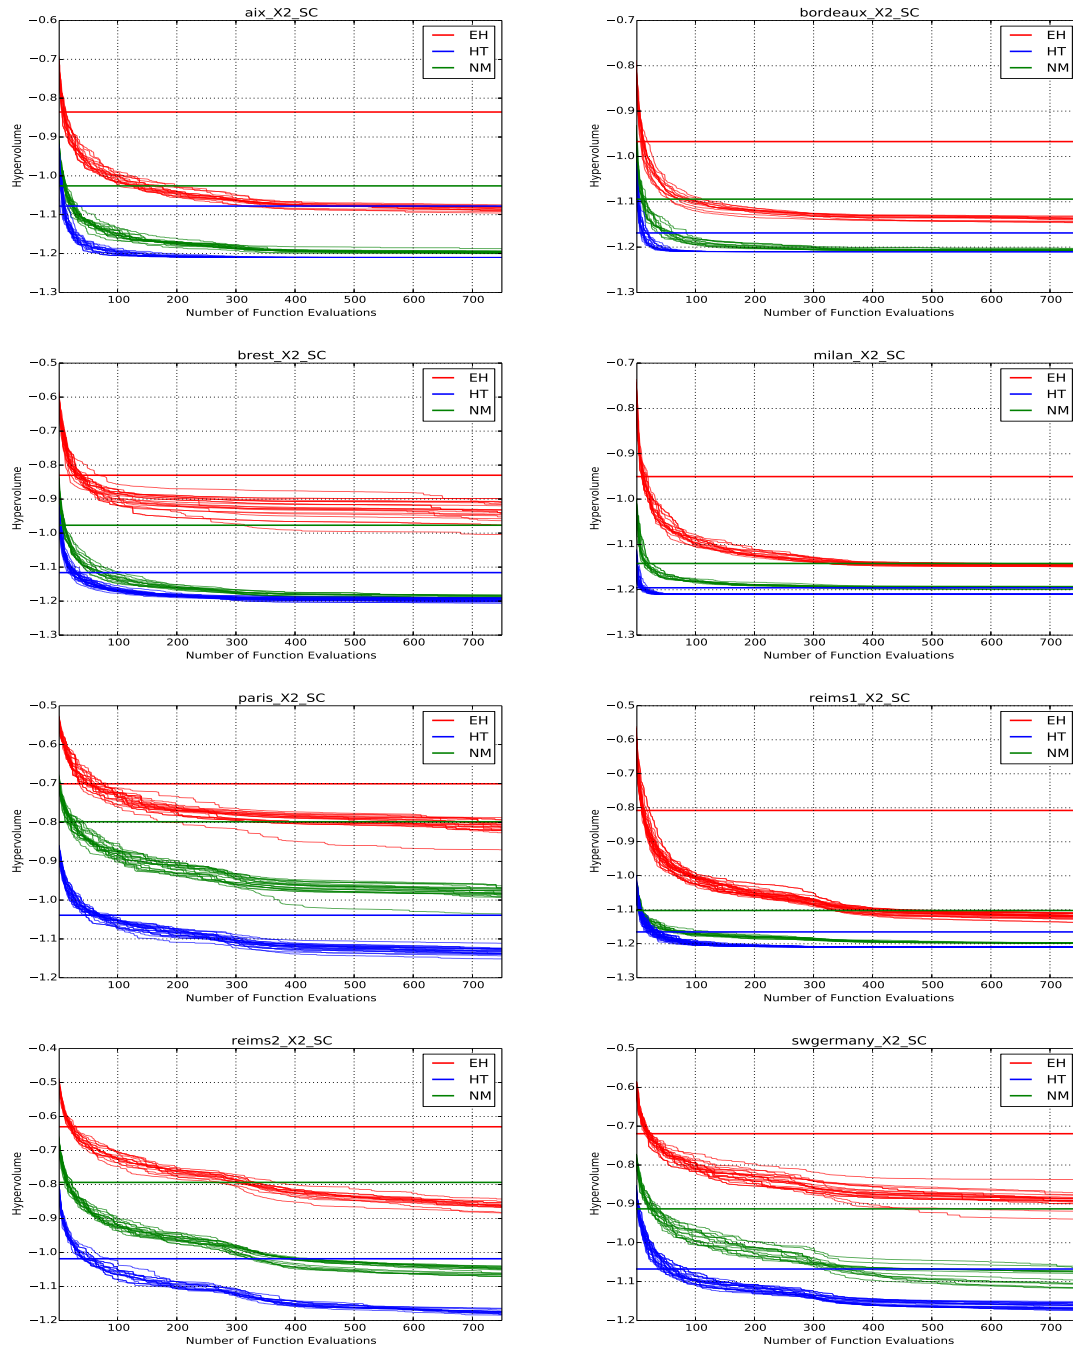 aix_X2_SC
−0.6
−0.7
−0.8
−0.9
−1.0
−1.1
−1.2
−1.3
Hypervolume
EH
HT
NM
100 200 300 400 500 600 700
Number of Function Evaluations
bordeaux_X2_SC
−0.7
−0.8
−0.9
−1.0
−1.1
−1.2
−1.3
Hypervolume
EH
HT
NM
100 200 300 400 500 600 700
Number of Function Evaluations
brest_X2_SC
−0.5
−0.6
−0.7
−0.8
−0.9
−1.0
−1.1
−1.2
−1.3
Hypervolume
EH
HT
NM
100 200 300 400 500 600 700
Number of Function Evaluations
milan_X2_SC
−0.7
−0.8
−0.9
−1.0
−1.1
−1.2
−1.3
Hypervolume
EH
HT
NM
100 200 300 400 500 600 700
Number of Function Evaluations
paris_X2_SC
−0.5
−0.6
−0.7
−0.8
−0.9
−1.0
−1.1
−1.2
Hypervolume
EH
HT
NM
100 200 300 400 500 600 700
Number of Function Evaluations
reims1_X2_SC
−0.5
−0.6
−0.7
−0.8
−0.9
−1.0
−1.1
−1.2
−1.3
Hypervolume
EH
HT
NM
100 200 300 400 500 600 700
Number of Function Evaluations
reims2_X2_SC
−0.4
−0.5
−0.6
−0.7
−0.8
−0.9
−1.0
−1.1
−1.2
Hypervolume
EH
HT
NM
100 200 300 400 500 600 700
Number of Function Evaluations
swgermany_X2_SC
−0.5
−0.6
−0.7
−0.8
−0.9
−1.0
−1.1
−1.2
Hypervolume
EH
HT
NM
100 200 300 400 500 600 700
Number of Function Evaluations